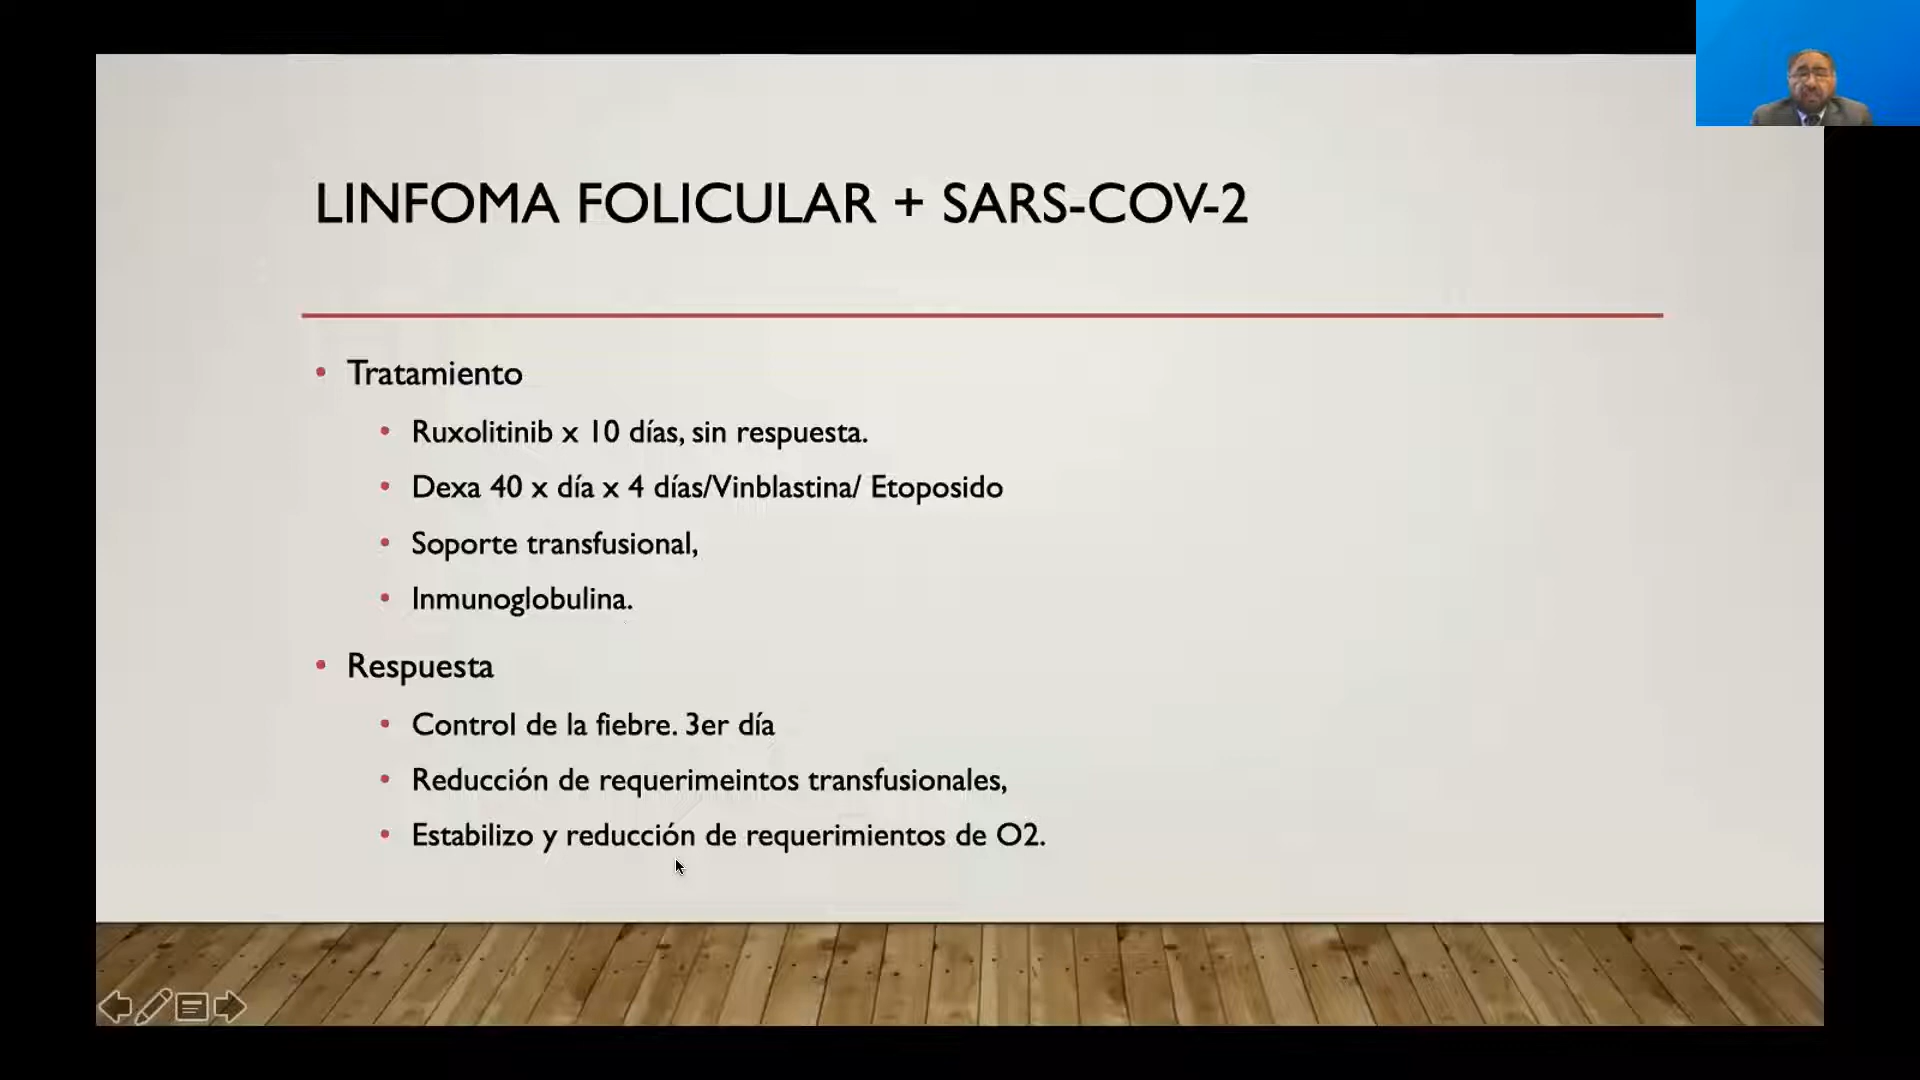 LINFOMA FOLICULAR + SARS-COV-2
• Tratamiento
• Ruxolitinib x 10 días, sin respuesta.
• Dexa 40 x día x 4 días/Vinblastina/ Etoposido
• Soporte transfusional,
• Inmunoglobulina.
• Respuesta
• Control de la fiebre. 3er día
• Reducción de requerimeintos transfusionales,
• Estabilizo y reducción de requerimientos de O2.